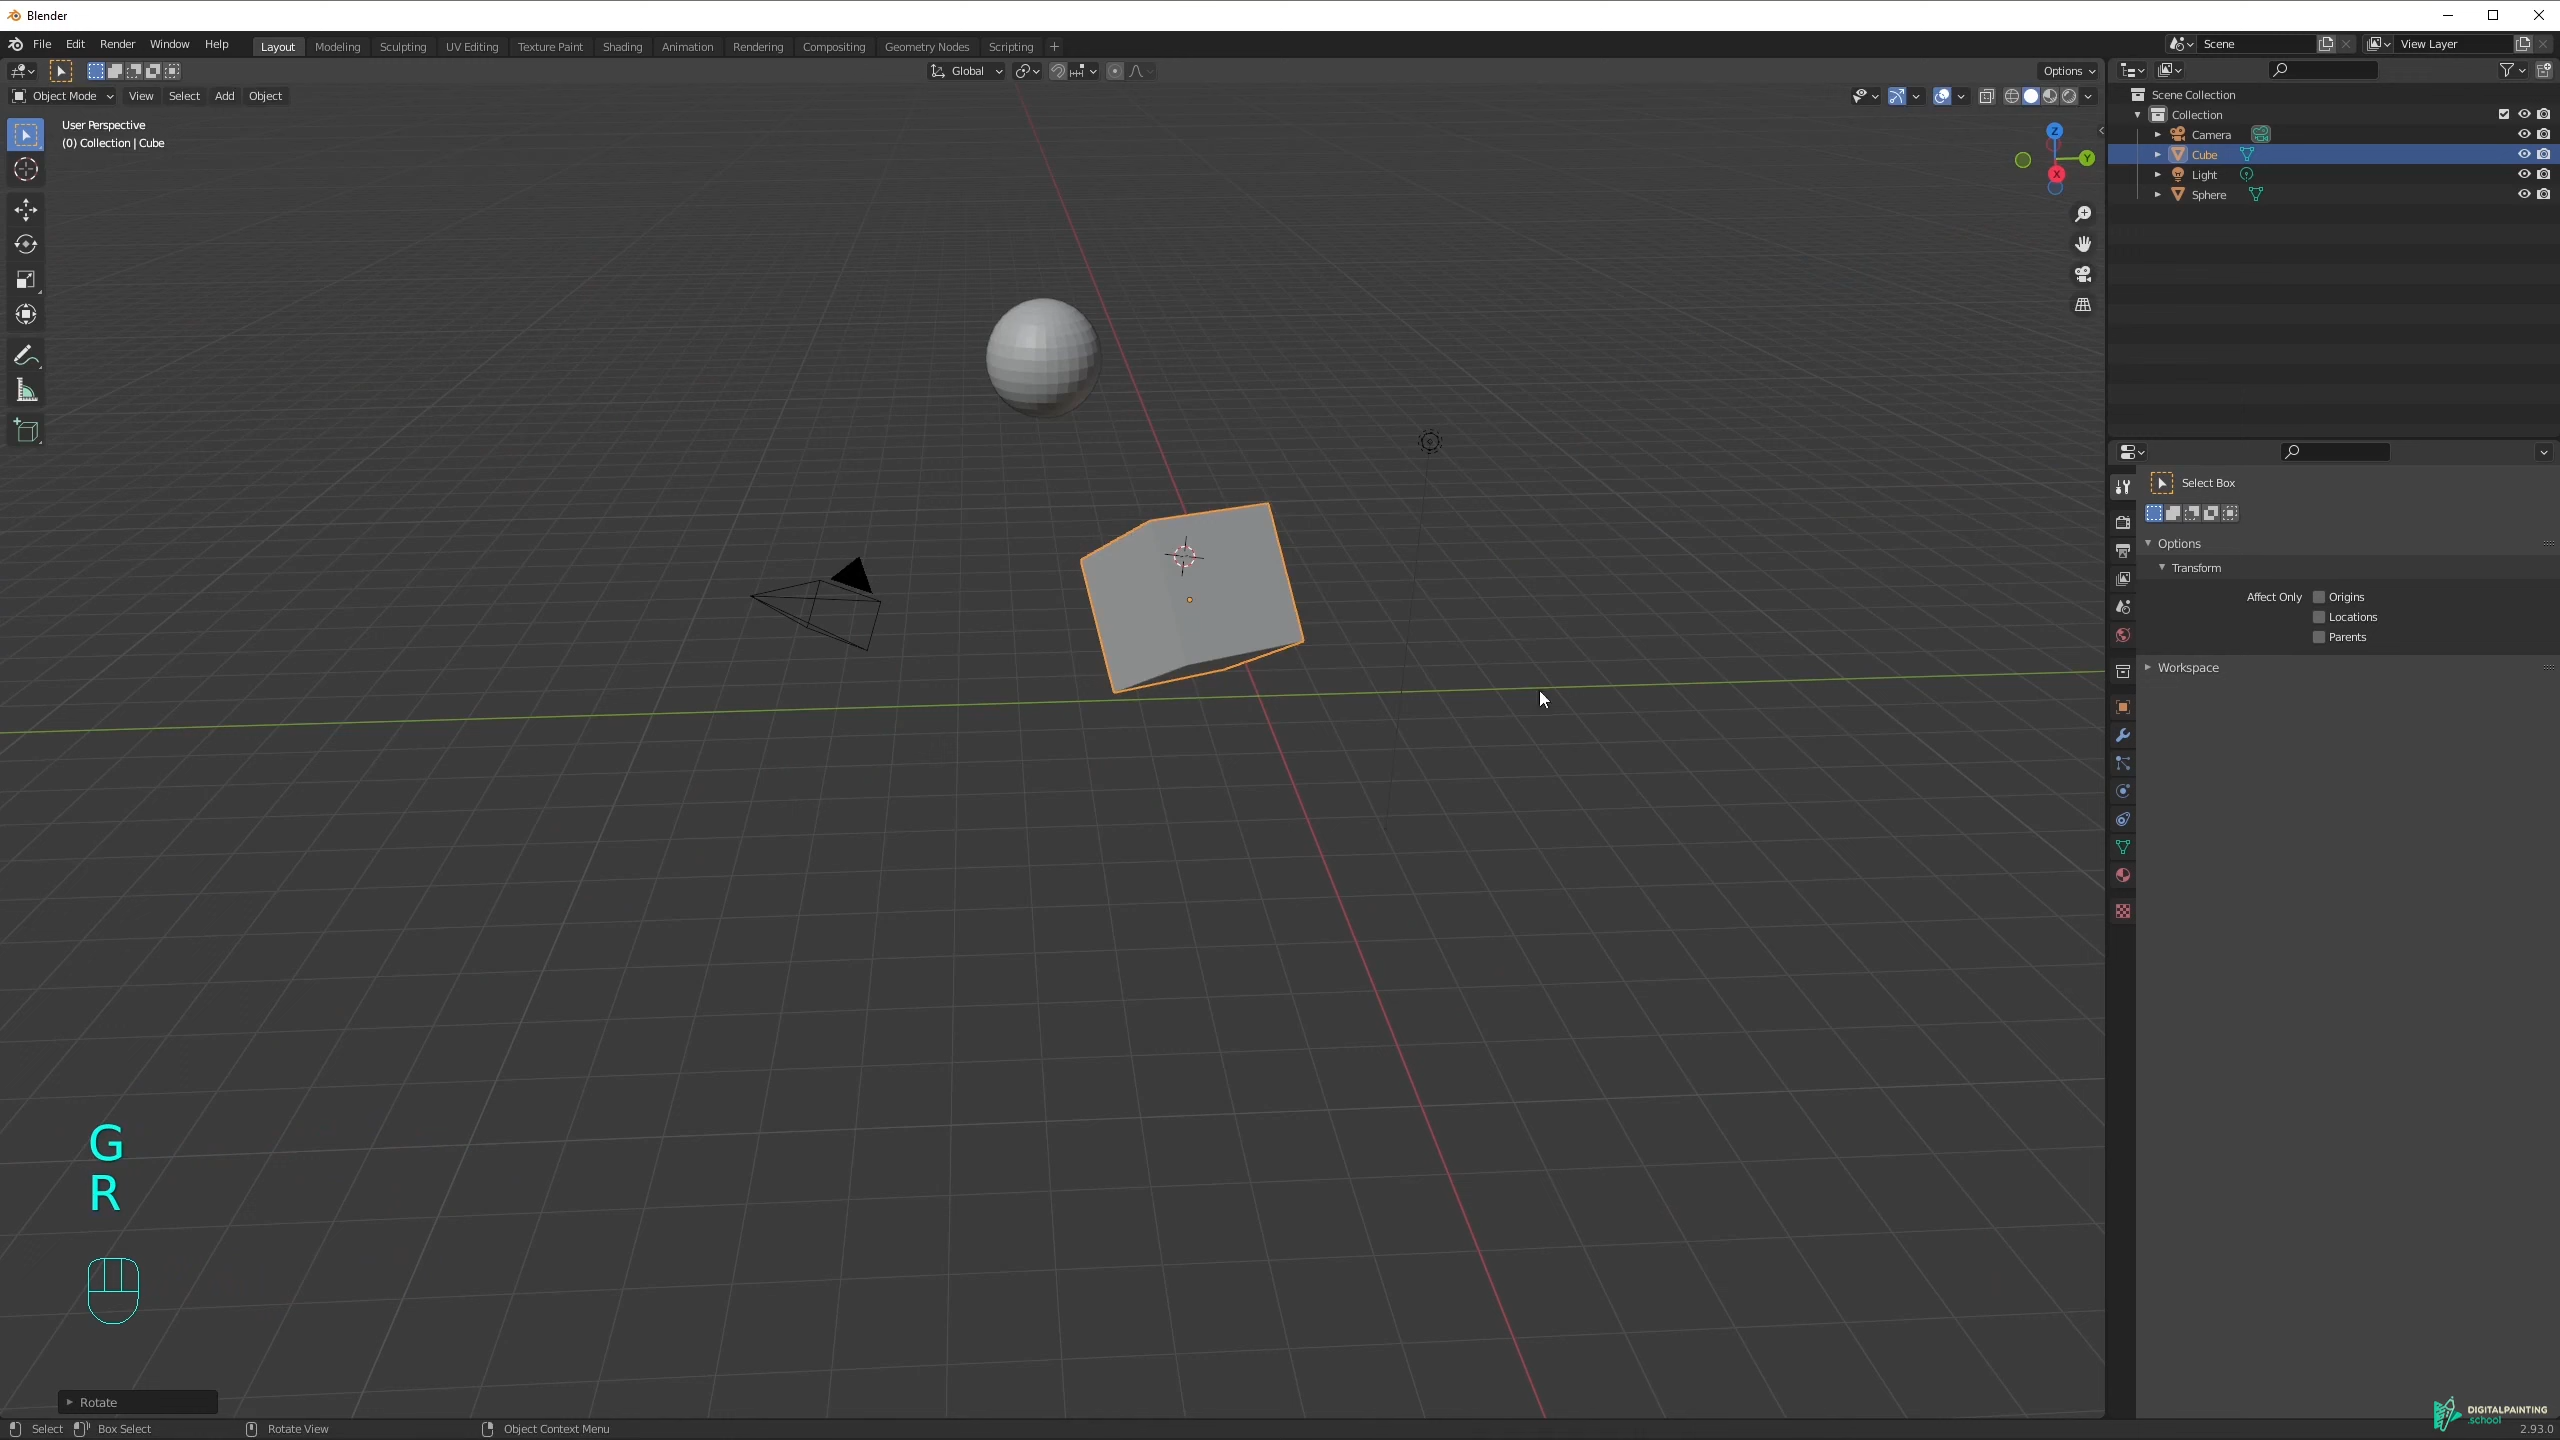 Blender
File Edit Render Window Help Layout Modeling Sculpting UV Editing Texture Paint Shading Animation Rendering Compositing Geometry Nodes Scripting + Scene View Layer
Global Options
Object Mode View Select Add Object
User Perspective
(0) Collection | Cube
Z
Y
X
Scene Collection
Collection
Camera
Cube
Light
Sphere
Select Box
Options
Transform
Affect Only Origins
Locations
Parents
Workspace
G
R
Rotate
Select Box Select Rotate View Object Context Menu
DIGITALPAINTING
.school
2.93.0